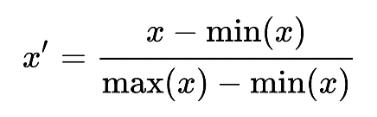 x′ = (x − min(x)) / (max(x) − min(x))